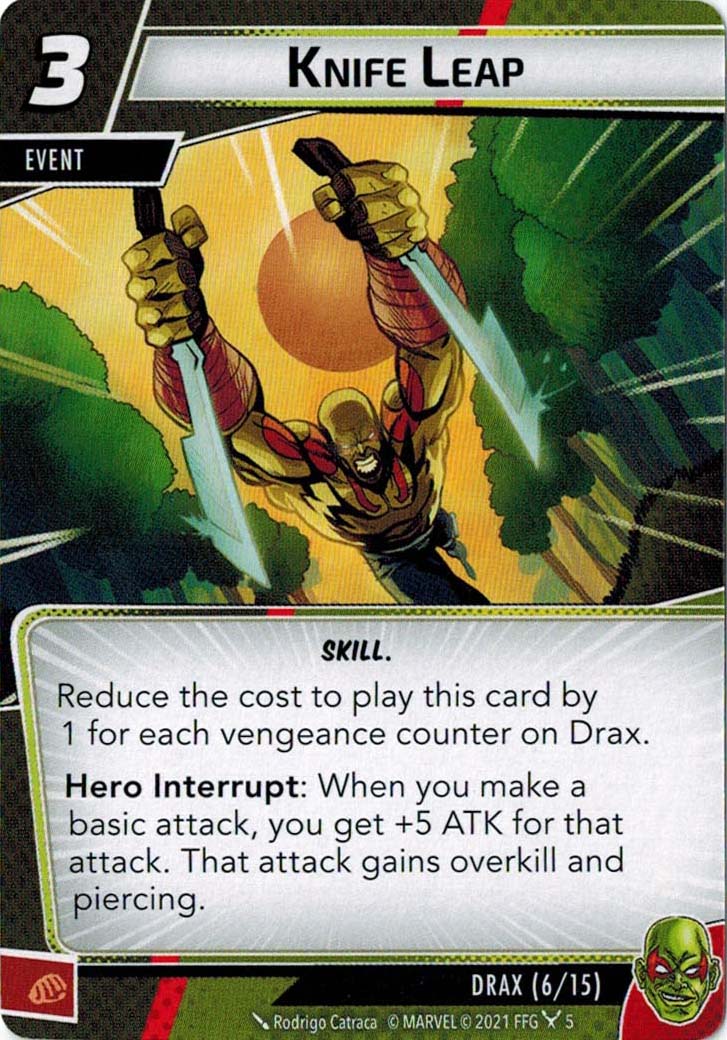 3
KNIFE LEAP
EVENT
SKILL.
Reduce the cost to play this card by
1 for each vengeance counter on Drax.
Hero Interrupt: When you make a
basic attack, you get +5 ATK for that
attack. That attack gains overkill and
piercing.
DRAX (6/15)
Rodrigo Catraca © MARVEL © 2021 FFG 5